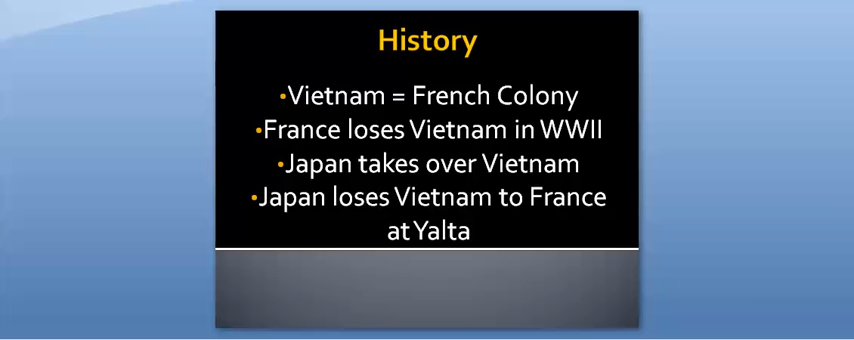 History
•Vietnam = French Colony
•France loses Vietnam in WWII
•Japan takes over Vietnam
•Japan loses Vietnam to France
at Yalta